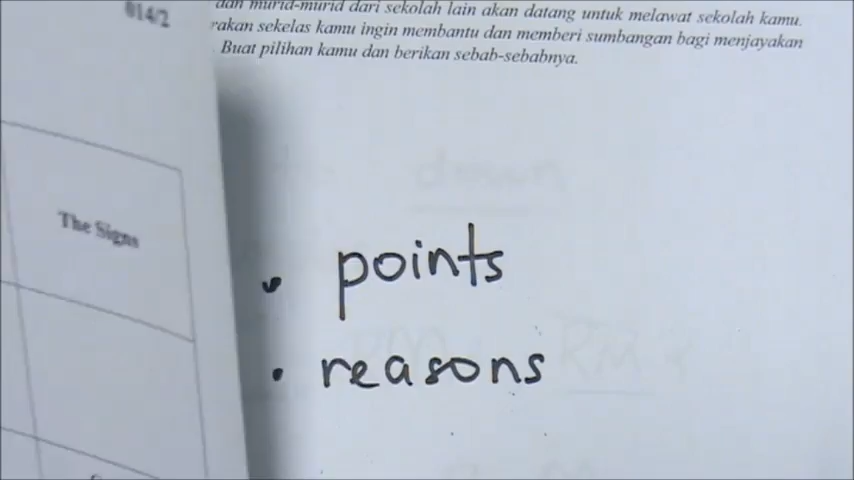 014/2
dan murid-murid dari sekolah lain akan datang untuk melawat sekolah kamu.
rakan sekelas kamu ingin membantu dan memberi sumbangan bagi menjayakan
. Buat pilihan kamu dan berikan sebab-sebabnya.
The Signs
• points
• reasons